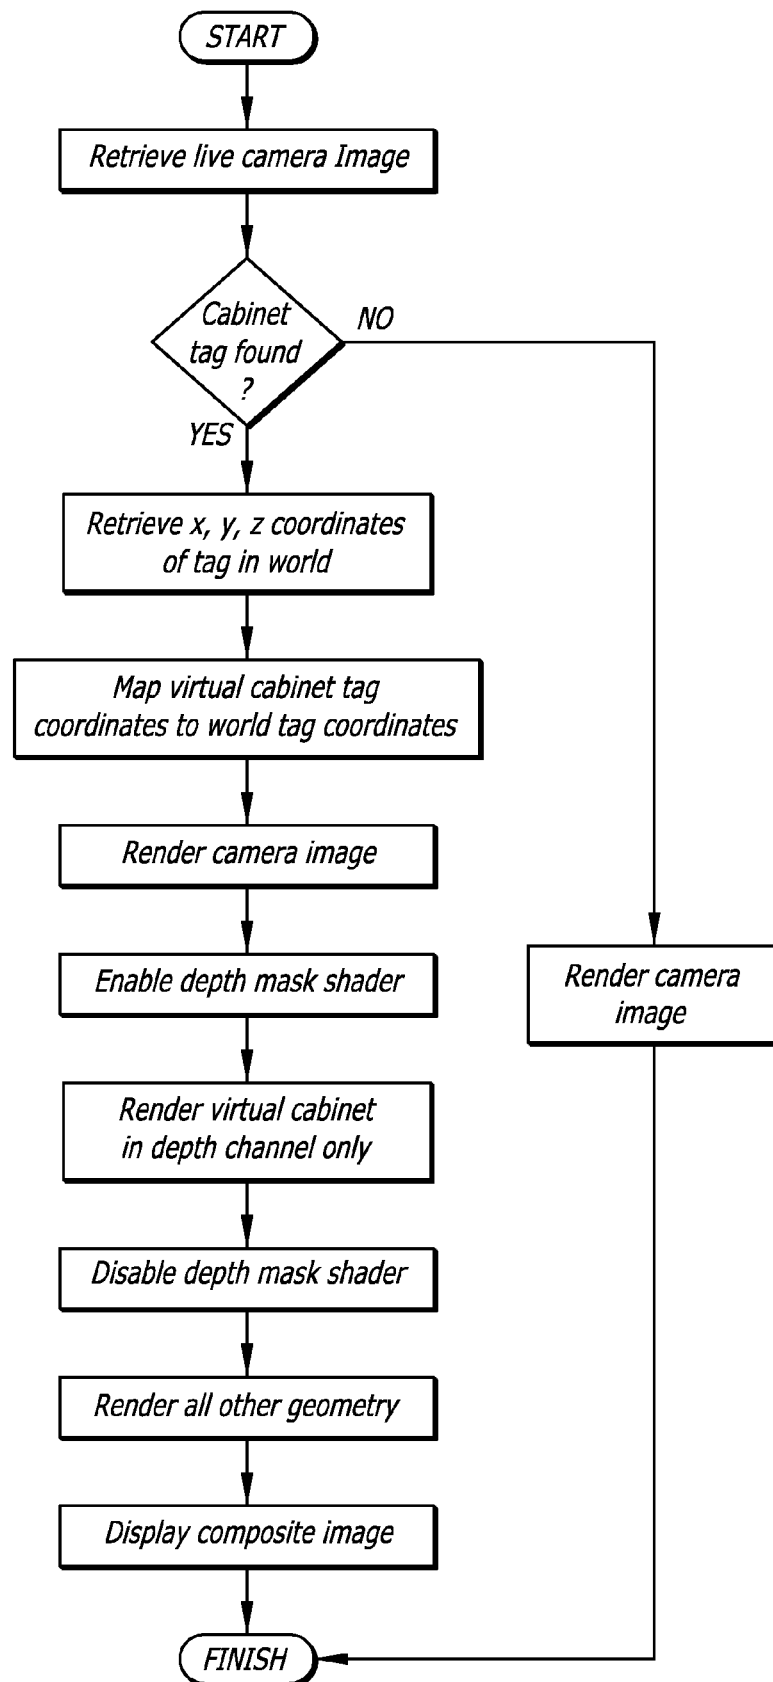 START
Retrieve live camera Image
Cabinet
tag found
?
NO
YES
Retrieve x, y, z coordinates
of tag in world
Map virtual cabinet tag
coordinates to world tag coordinates
Render camera image
Enable depth mask shader
Render camera
image
Render virtual cabinet
in depth channel only
Disable depth mask shader
Render all other geometry
Display composite image
FINISH